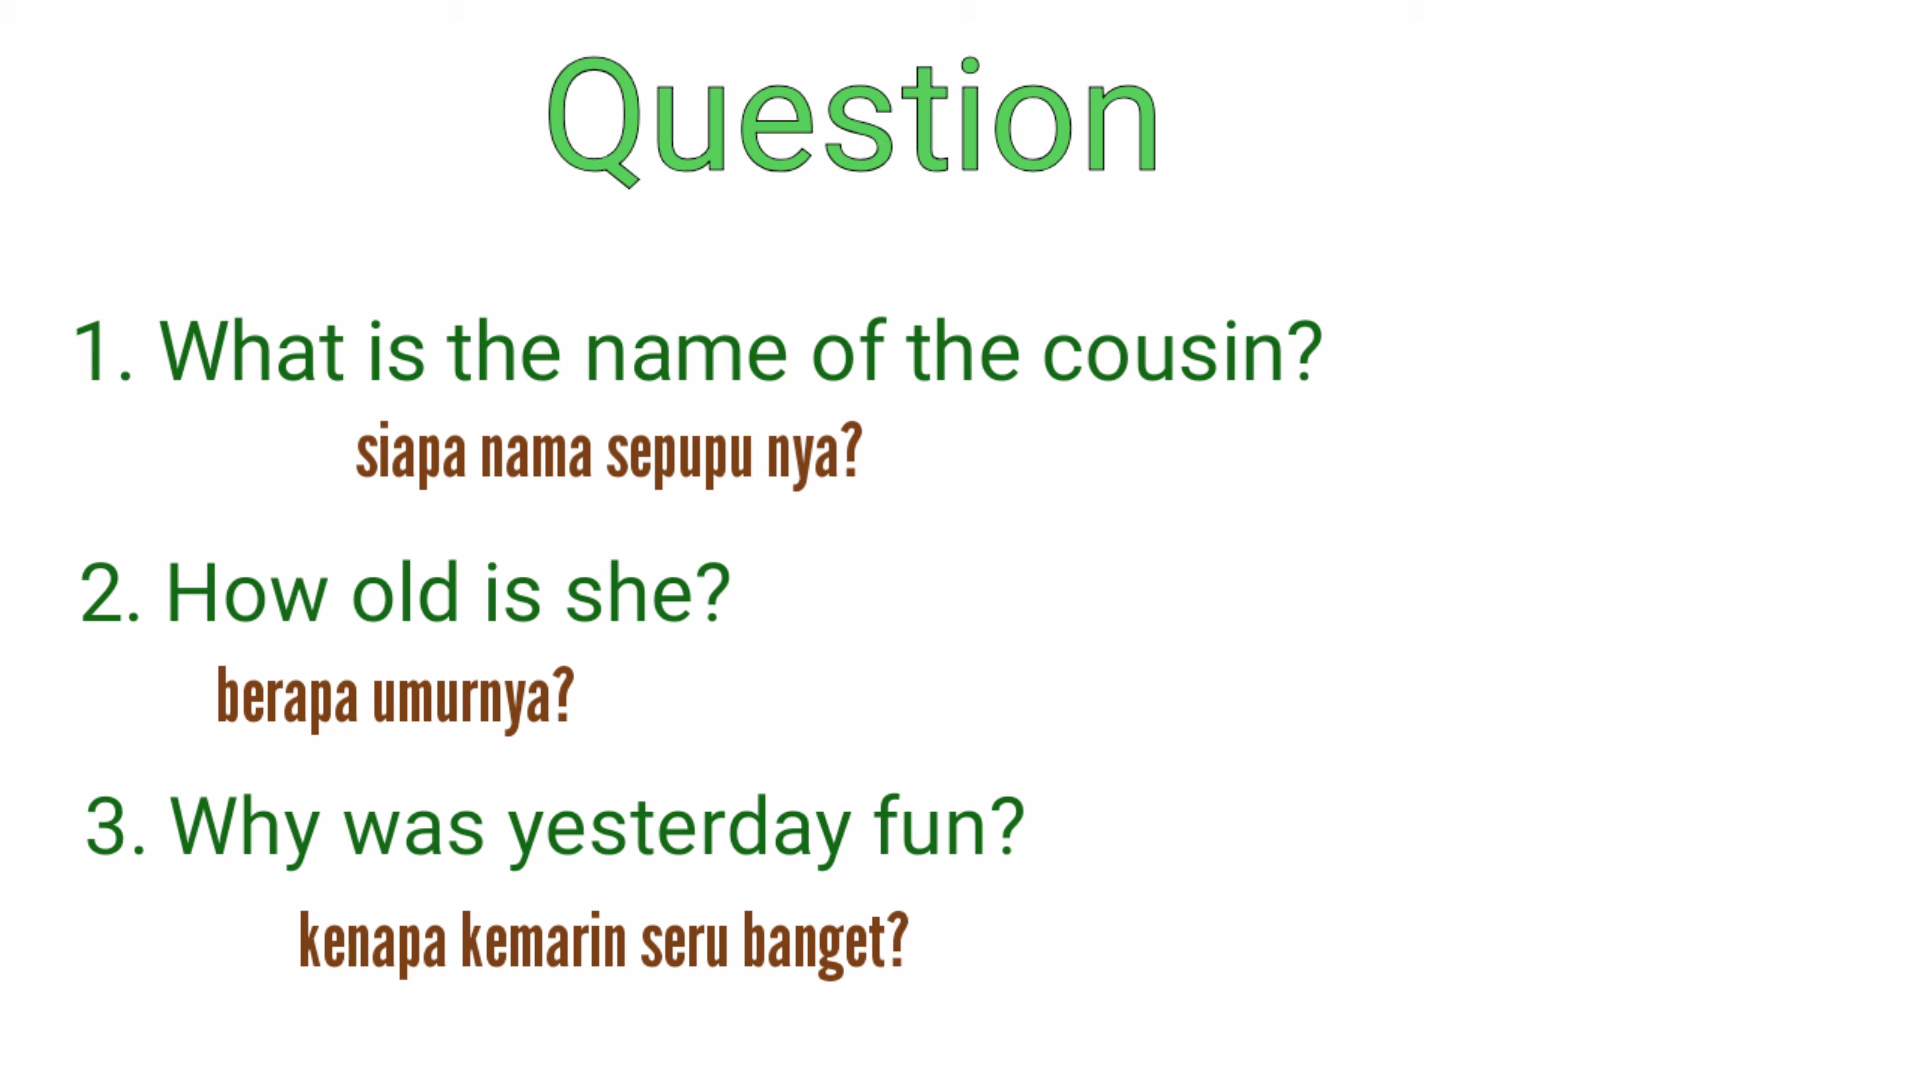 Question
1. What is the name of the cousin?
siapa nama sepupu nya?
2. How old is she?
berapa umurnya?
3. Why was yesterday fun?
kenapa kemarin seru banget?